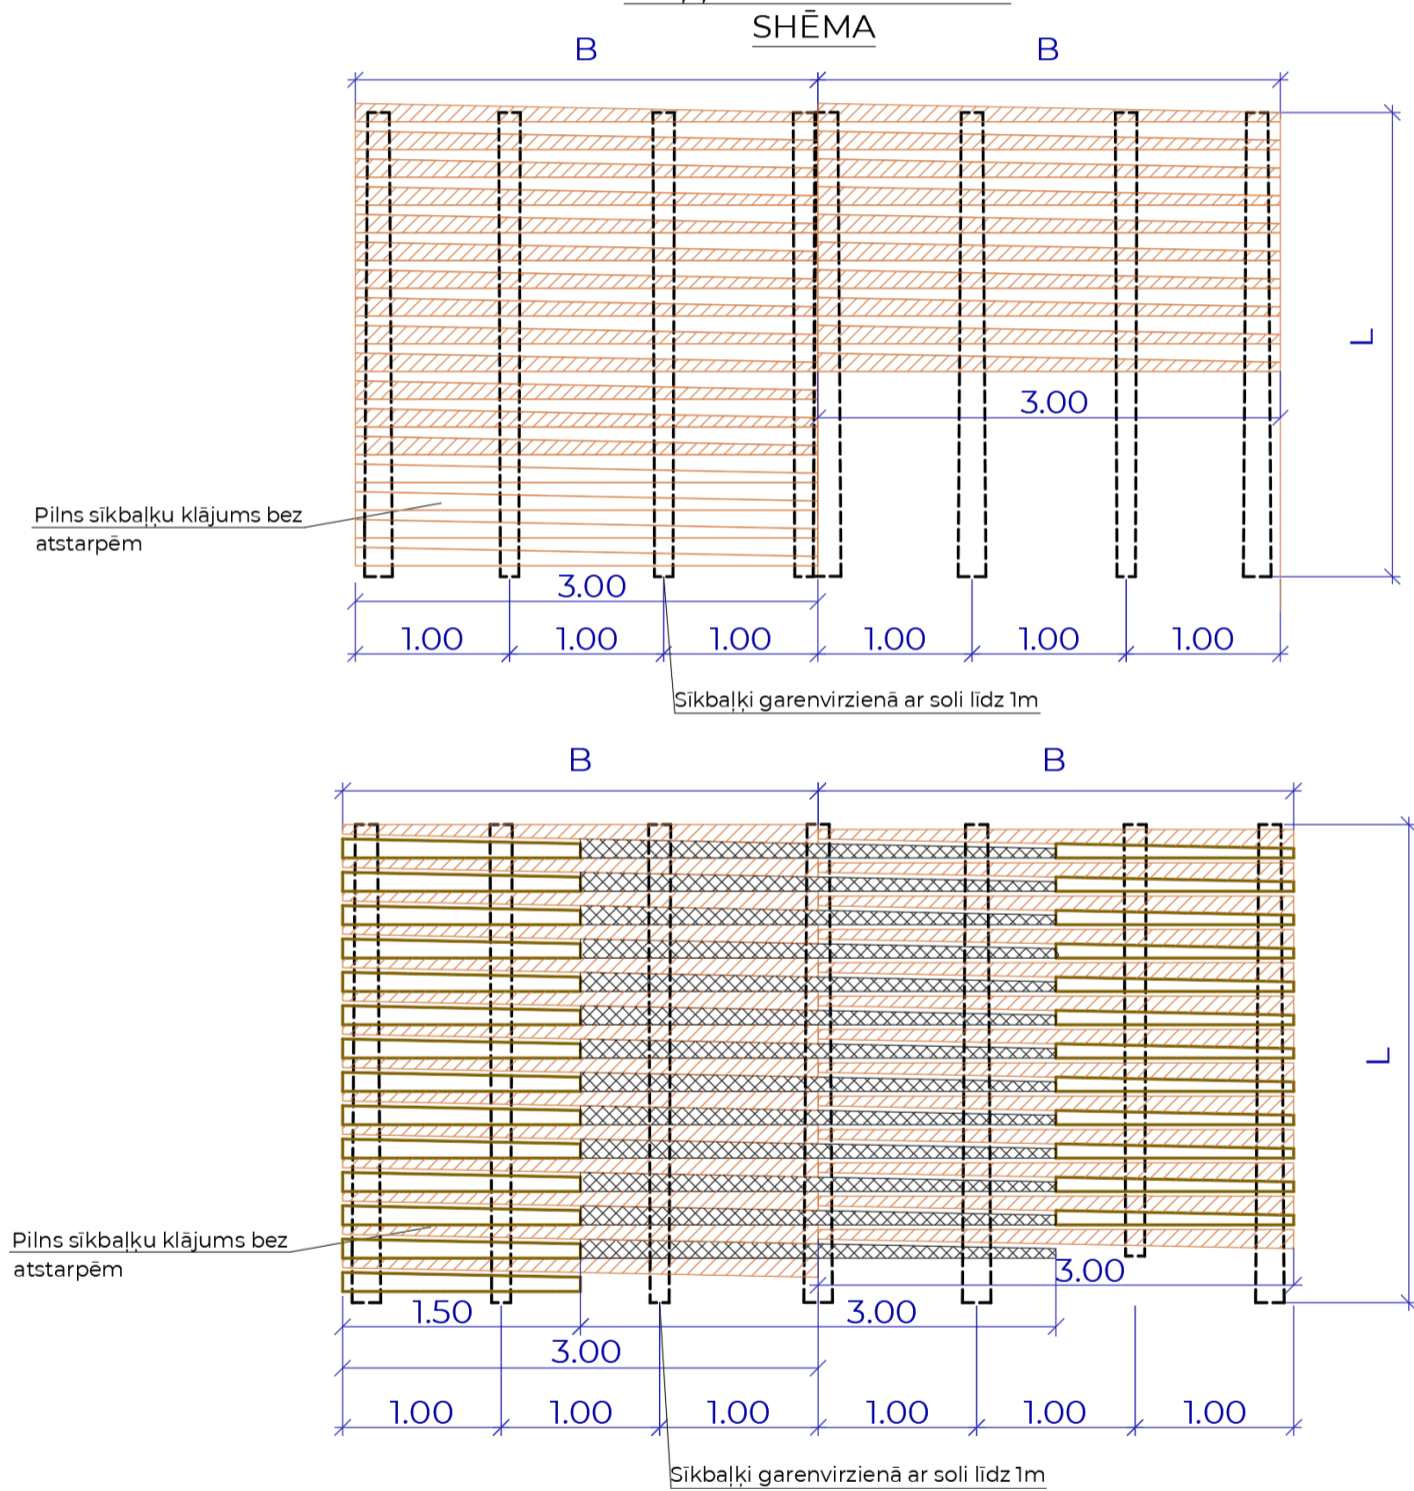 SHĒMA
B B
L
3.00
Pilns sīkbaļķu klājums bez
atstarpēm
3.00
1.00 1.00 1.00 1.00 1.00 1.00
Sīkbaļķi garenvirzienā ar soli līdz 1m
B B
L
Pilns sīkbaļķu klājums bez
atstarpēm
3.00
1.50 3.00
3.00
1.00 1.00 1.00 1.00 1.00 1.00
Sīkbaļķi garenvirzienā ar soli līdz 1m